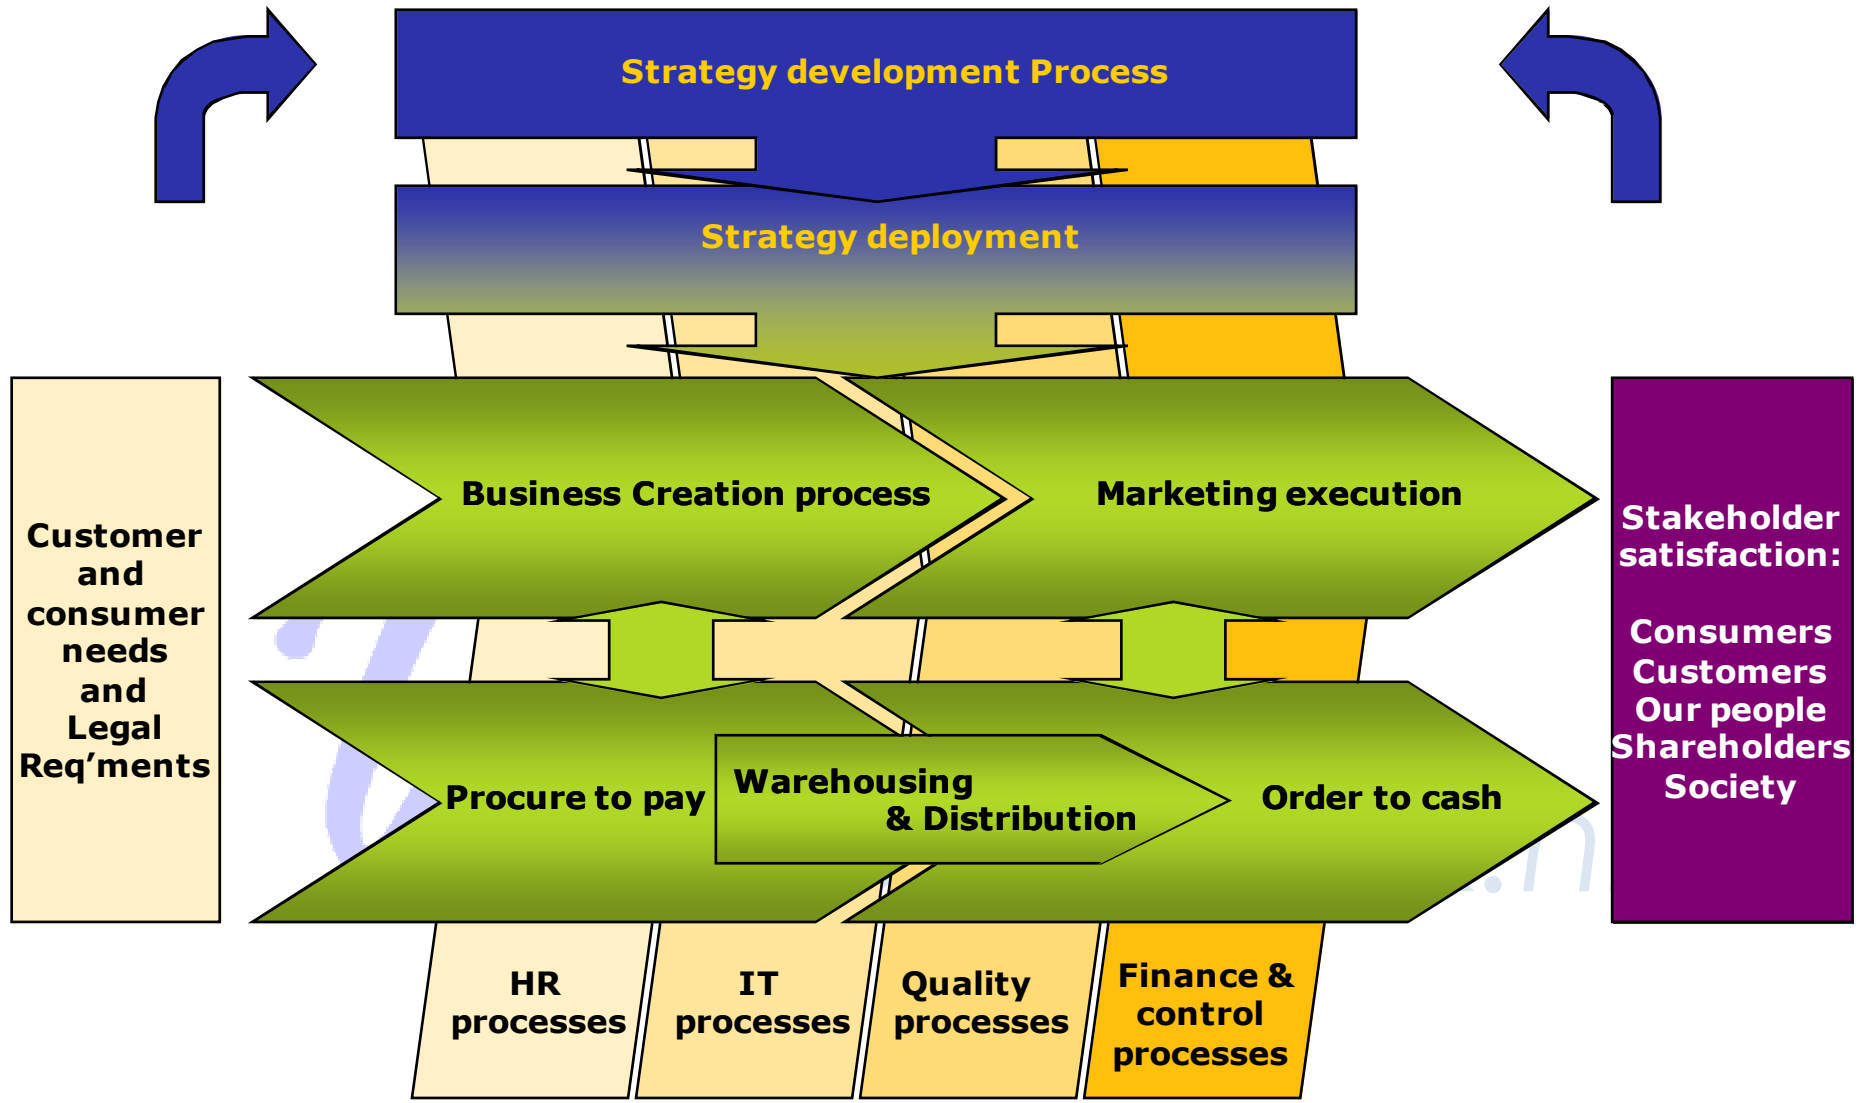 Strategy development Process
Strategy deployment
Customer
and
consumer
needs
and
Legal
Req’ments
Business Creation process
Marketing execution
Procure to pay
Warehousing
& Distribution
Order to cash
Stakeholder
satisfaction:
Consumers
Customers
Our people
Shareholders
Society
HR
processes
IT
processes
Quality
processes
Finance &
control
processes